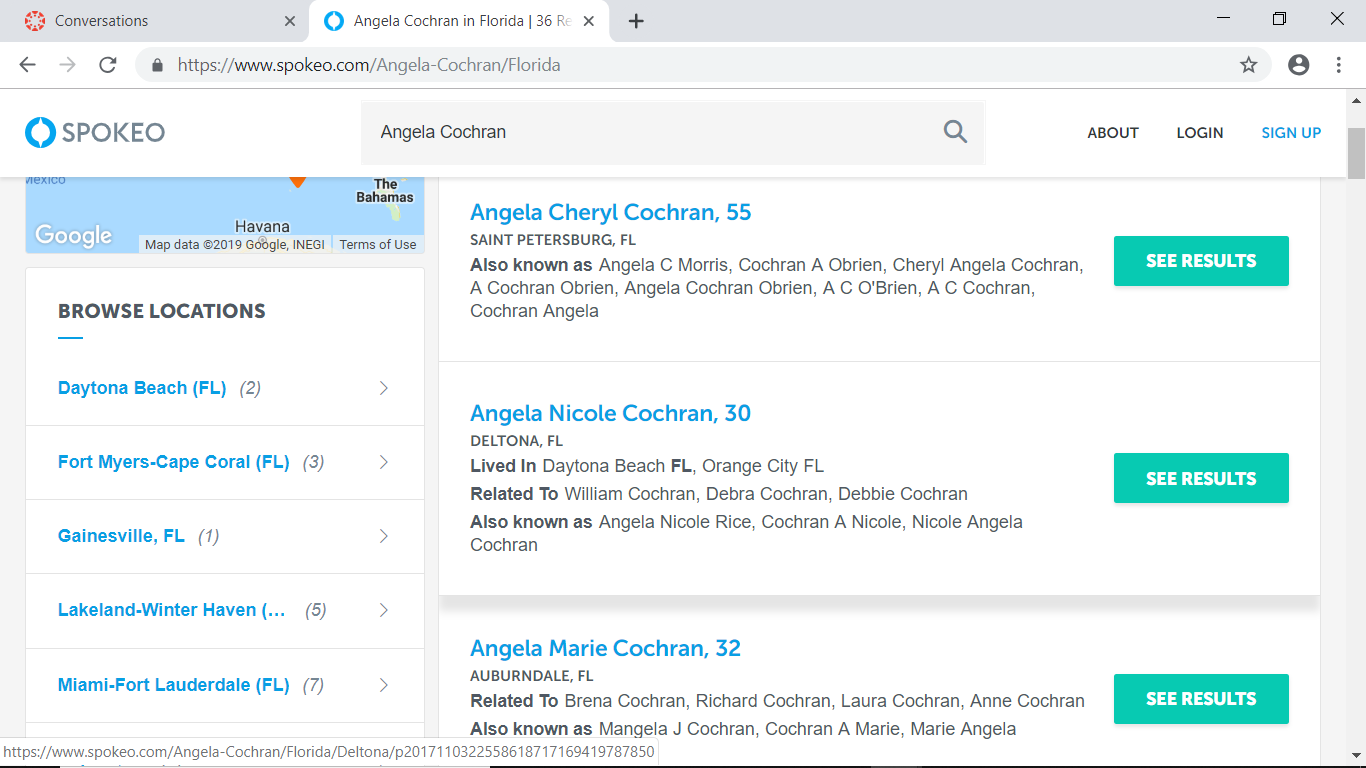 Conversations
Angela Cochran in Florida | 36 Re
https://www.spokeo.com/Angela-Cochran/Florida
SPOKEO
Angela Cochran
ABOUT
LOGIN
SIGN UP
Mexico
The
Bahamas
Havana
Google
Map data ©2019 Google, INEGI
Terms of Use
BROWSE LOCATIONS
Daytona Beach (FL) (2)
Fort Myers-Cape Coral (FL) (3)
Gainesville, FL (1)
Lakeland-Winter Haven (... (5)
Miami-Fort Lauderdale (FL) (7)
Angela Cheryl Cochran, 55
SAINT PETERSBURG, FL
Also known as Angela C Morris, Cochran A Obrien, Cheryl Angela Cochran,
A Cochran Obrien, Angela Cochran Obrien, A C O'Brien, A C Cochran,
Cochran Angela
SEE RESULTS
Angela Nicole Cochran, 30
DELTONA, FL
Lived In Daytona Beach FL, Orange City FL
Related To William Cochran, Debra Cochran, Debbie Cochran
Also known as Angela Nicole Rice, Cochran A Nicole, Nicole Angela
Cochran
SEE RESULTS
Angela Marie Cochran, 32
AUBURNDALE, FL
Related To Brena Cochran, Richard Cochran, Laura Cochran, Anne Cochran
Also known as Mangela J Cochran, Cochran A Marie, Marie Angela
SEE RESULTS
https://www.spokeo.com/Angela-Cochran/Florida/Deltona/p20171103225586187171694197878​50